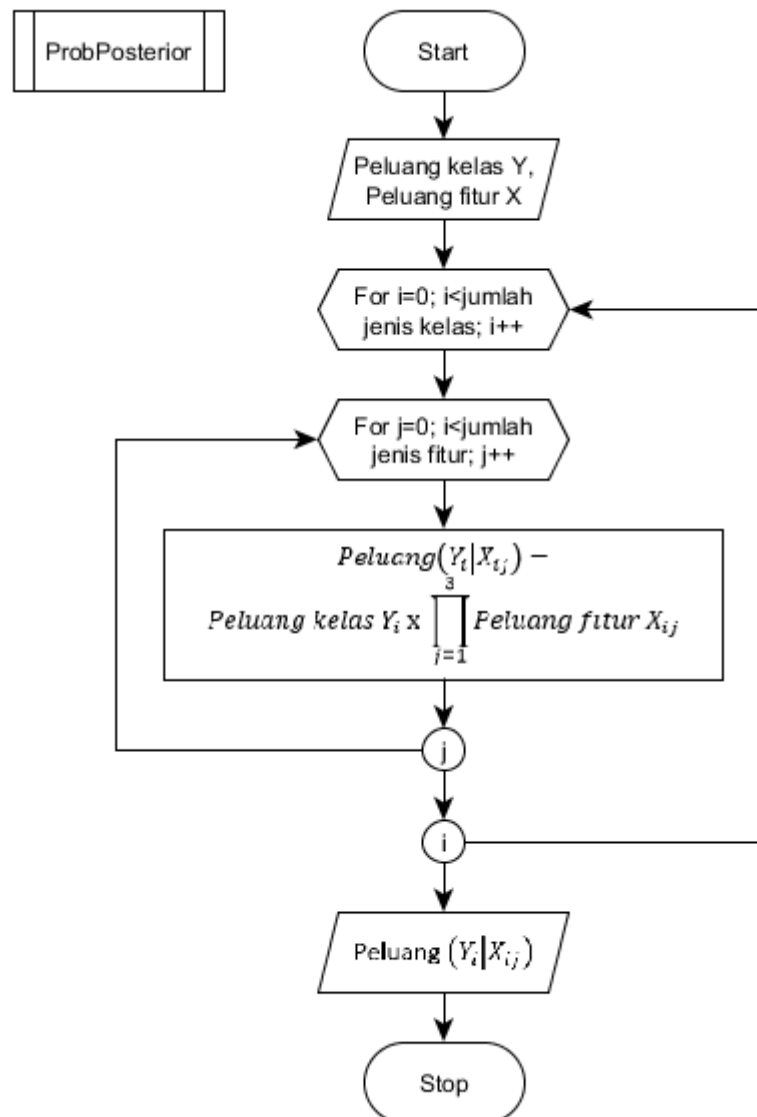 ProbPosterior
Start
Peluang kelas Y,
Peluang fitur X
For i=0; i<jumlah
jenis kelas; i++
For j=0; i<jumlah
jenis fitur; j++
Peluang(Y_i|X_ij) −
Peluang kelas Y_i x ∏_{j=1}^{3} Peluang fitur X_ij
j
i
Peluang (Y_i|X_ij)
Stop